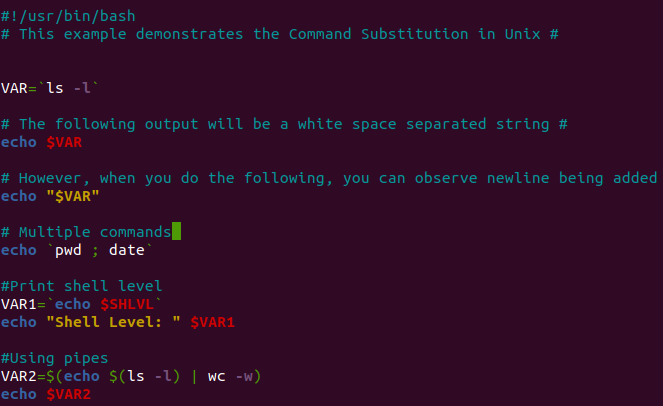 #!/usr/bin/bash
# This example demonstrates the Command Substitution in Unix #
VAR=`ls -l`
# The following output will be a white space separated string #
echo $VAR
# However, when you do the following, you can observe newline being added
echo "$VAR"
# Multiple commands
echo `pwd ; date`
#Print shell level
VAR1=`echo $SHLVL`
echo "Shell Level: " $VAR1
#Using pipes
VAR2=$(echo $(ls -l) | wc -w)
echo $VAR2